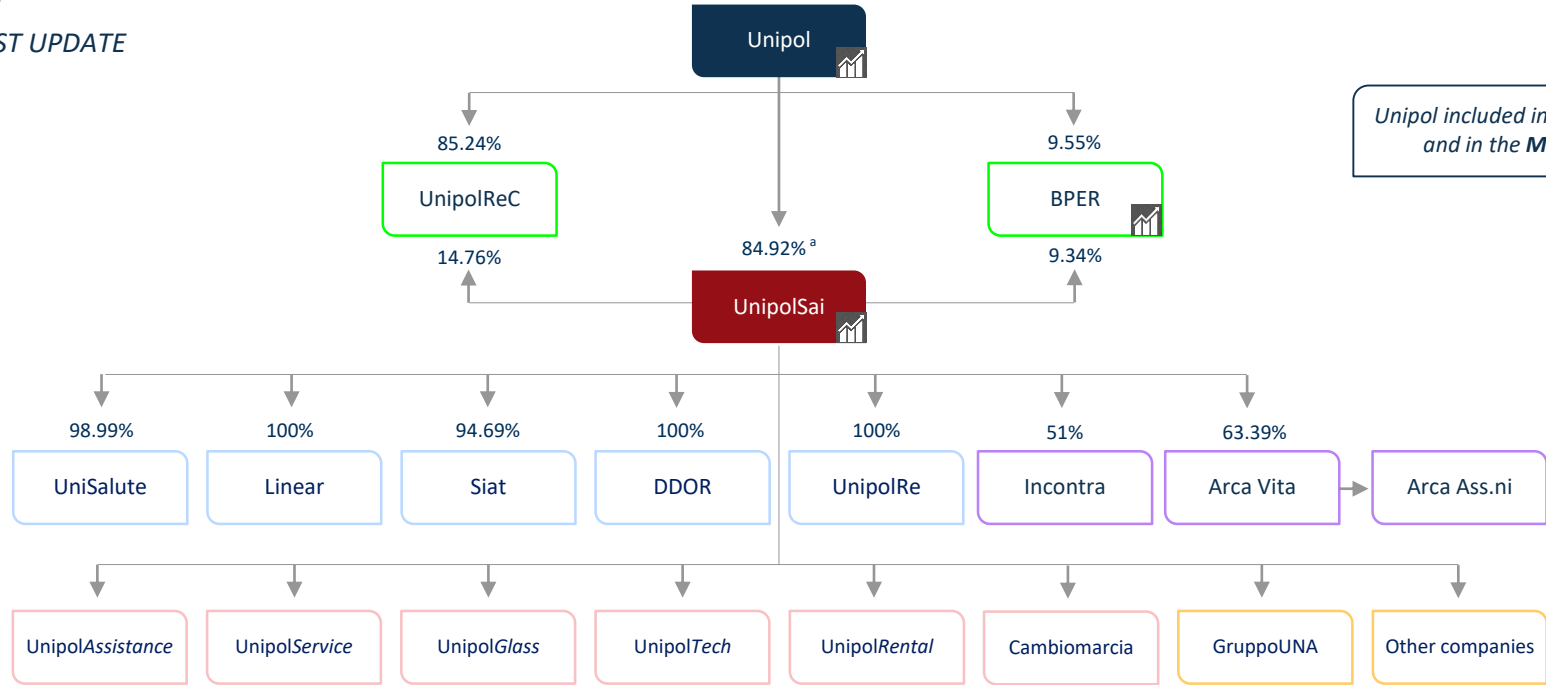 ST UPDATE
Unipol
Unipol included in
and in the M
85.24%
9.55%
UnipolReC
BPER
14.76%
84.92% a
9.34%
UnipolSai
98.99%
100%
94.69%
100%
100%
51%
63.39%
UniSalute
Linear
Siat
DDOR
UnipolRe
Incontra
Arca Vita
Arca Ass.ni
UnipolAssistance
UnipolService
UnipolGlass
UnipolTech
UnipolRental
Cambiomarcia
GruppoUNA
Other companies